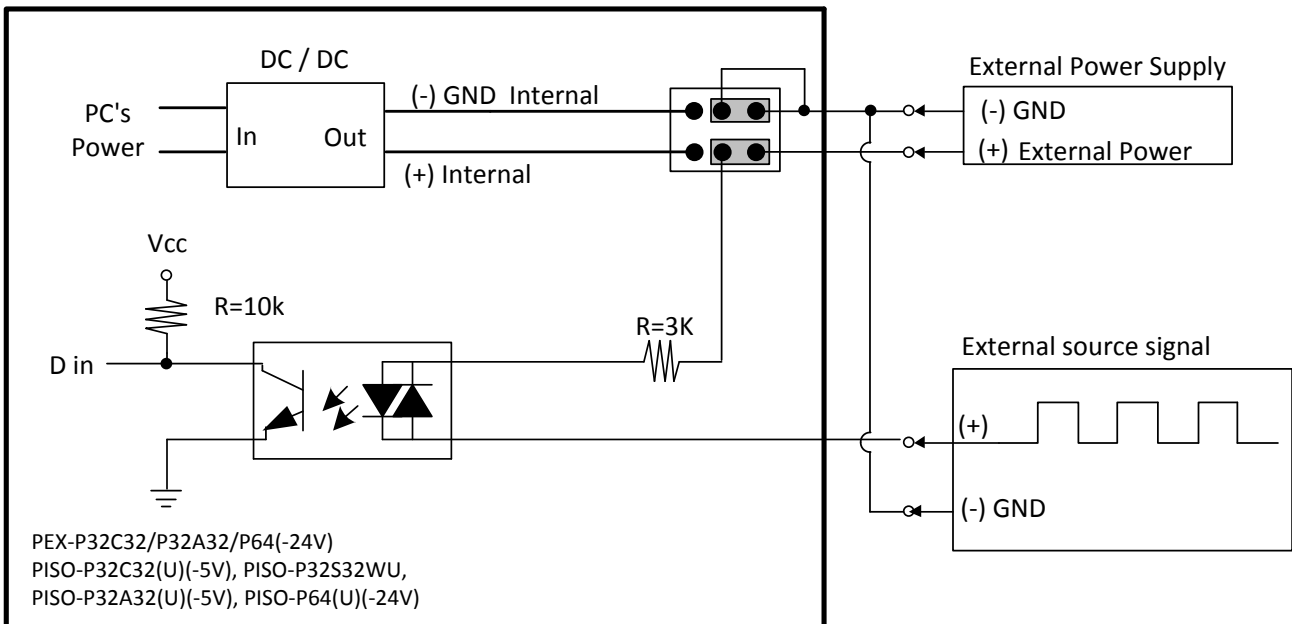 DC / DC
External Power Supply
PC's
Power
In
Out
(-) GND Internal
(+) Internal
(-) GND
(+) External Power
Vcc
R=10k
D in
R=3K
External source signal
(+)
(-) GND
PEX-P32C32/P32A32/P64(-24V)
PISO-P32C32(U)(-5V), PISO-P32S32WU,
PISO-P32A32(U)(-5V), PISO-P64(U)(-24V)